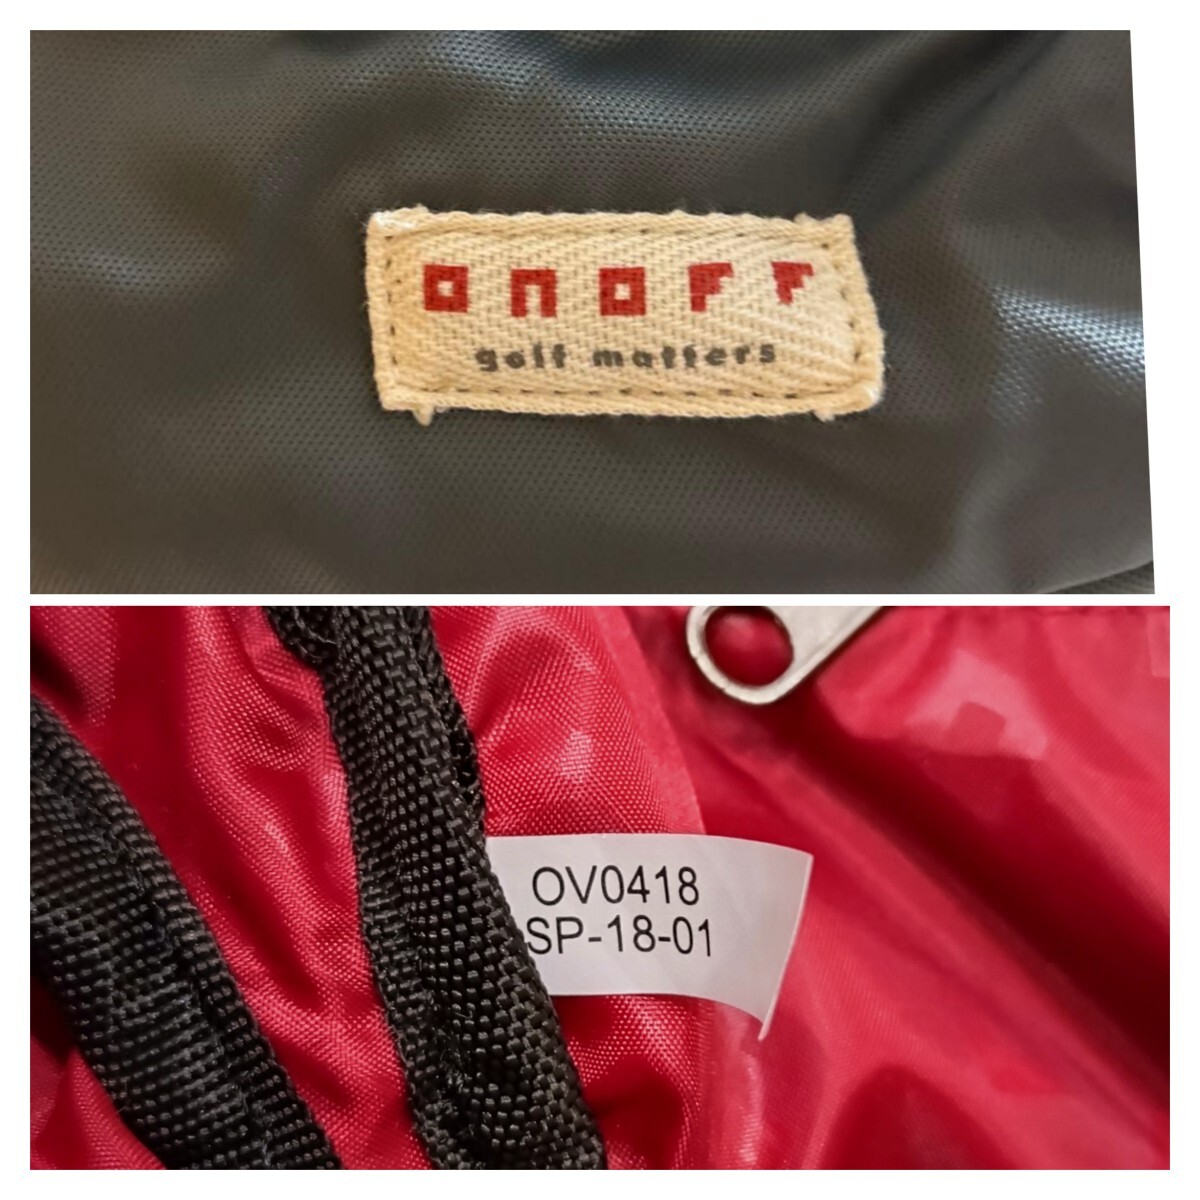 onoff
golf matters
OV0418
SP-18-01